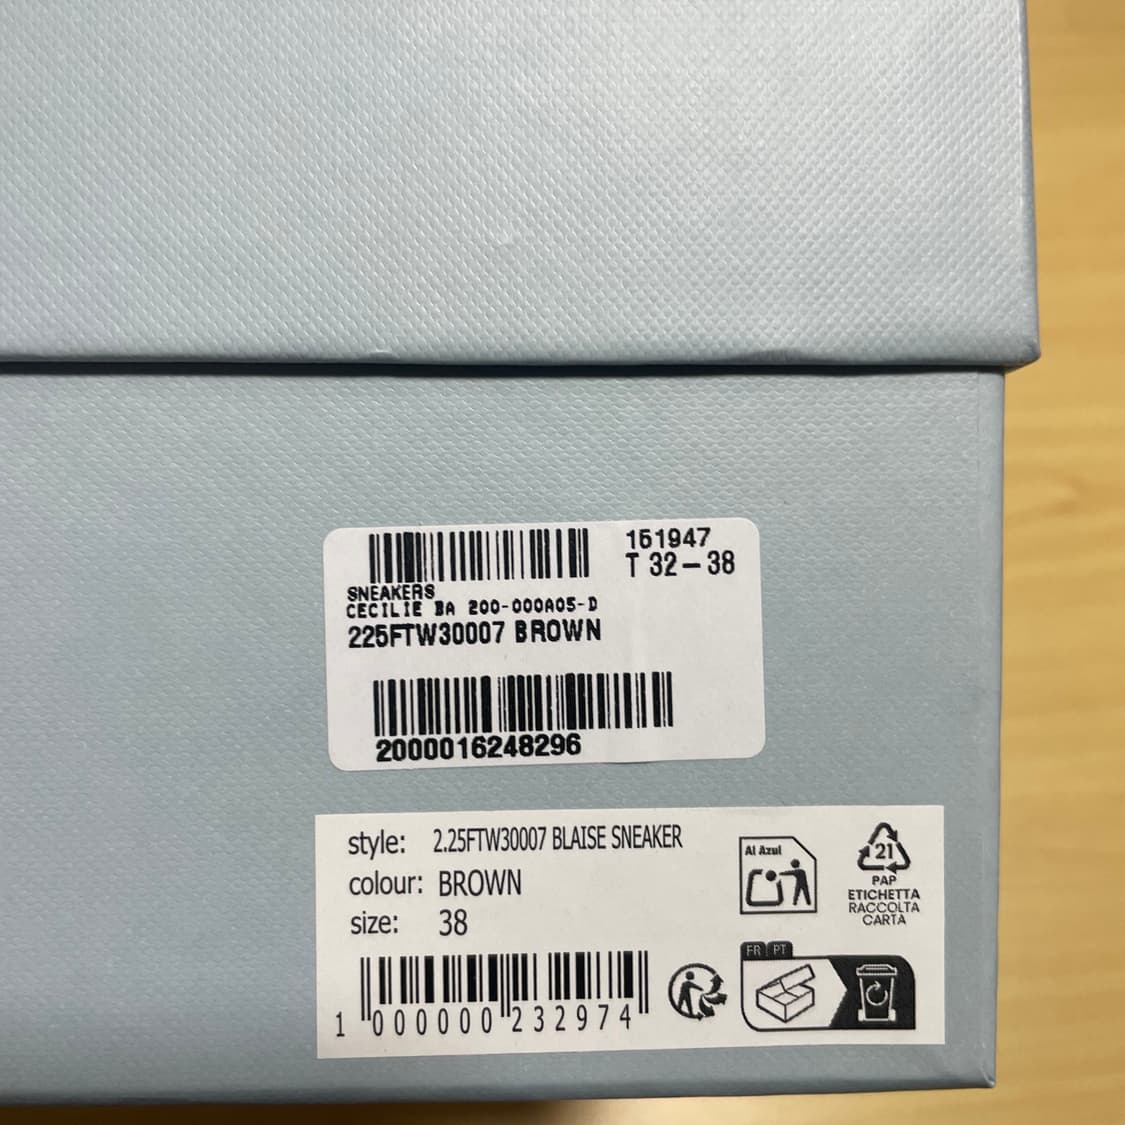 151947
T 32-38
SNEAKERS
CECILIE BA 200-000A05-D
225FTW30007 BROWN
2000016248296
style: 2.25FTW30007 BLAISE SNEAKER
colour: BROWN
size: 38
1 000000 232974
Al Azul
21
PAP
ETICHETTA
RACCOLTA
CARTA
FR PT